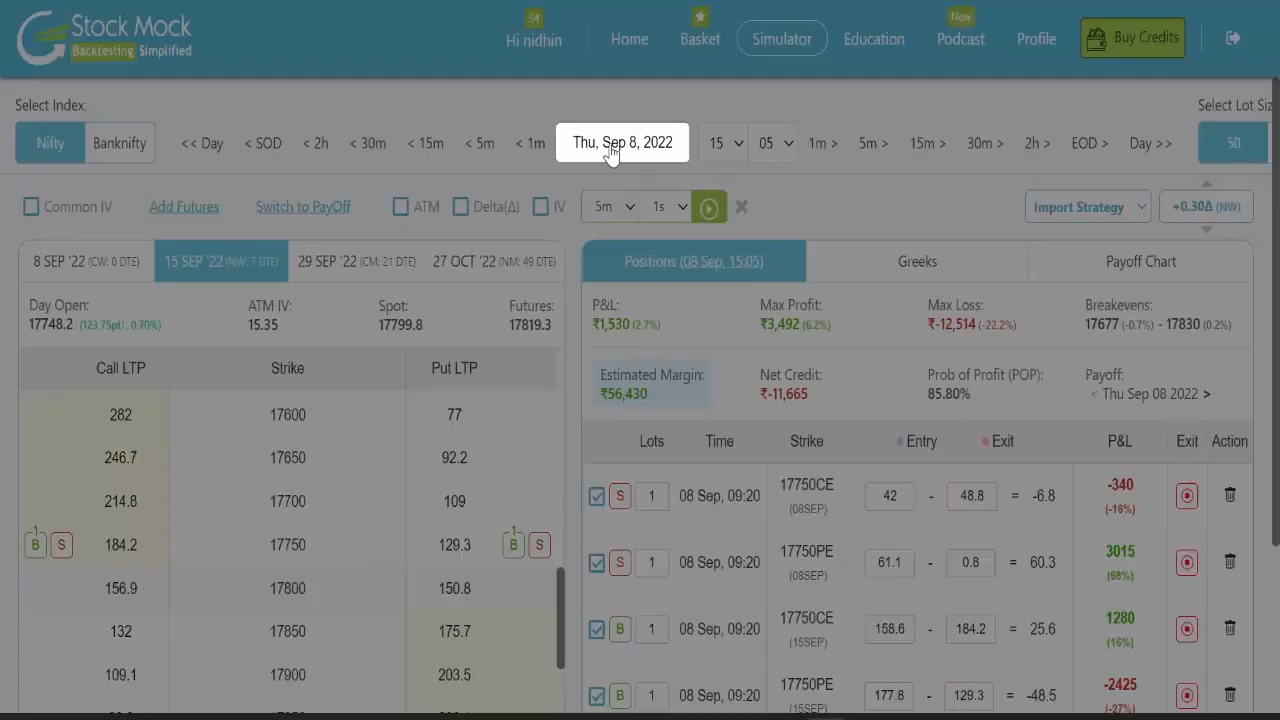 Stock Mock
Backtesting Simplified
54
Hi nidhin
Home
Basket
Simulator
Education
New
Podcast
Profile
Buy Credits
Select Index:
Select Lot Siz
Nifty
Banknifty
<< Day
< SOD
< 2h
< 30m
< 15m
< 5m
< 1m
Thu, Sep 8, 2022
15
05
1m >
5m >
15m >
30m >
2h >
EOD >
Day >>
50
Common IV
Add Futures
Switch to PayOff
ATM
Delta(Δ)
IV
5m
1s
Import Strategy
+0.30Δ (NW)
8 SEP '22 (CW: 0 DTE)
15 SEP '22 (NW: 7 DTE)
29 SEP '22 (CM: 21 DTE)
27 OCT '22 (NM: 49 DTE)
Positions (08 Sep, 15:05)
Greeks
Payoff Chart
Day Open:
17748.2 (123.75pt↑, 0.70%)
ATM IV:
15.35
Spot:
17799.8
Futures:
17819.3
P&L:
₹1,530 (2.7%)
Max Profit:
₹3,492 (6.2%)
Max Loss:
₹-12,514 (-22.2%)
Breakevens:
17677 (-0.7%) - 17830 (0.2%)
Estimated Margin:
₹56,430
Net Credit:
₹-11,665
Prob of Profit (POP):
85.80%
Payoff:
< Thu Sep 08 2022 >
Call LTP Strike Put LTP
282 17600 77
246.7 17650 92.2
214.8 17700 109
1 1
B S 184.2 17750 129.3 B S
156.9 17800 150.8
132 17850 175.7
109.1 17900 203.5
Lots Time Strike Entry Exit P&L Exit Action
S 1 08 Sep, 09:20 17750CE (08SEP) 42 - 48.8 = -6.8 -340 (-16%)
S 1 08 Sep, 09:20 17750PE (08SEP) 61.1 - 0.8 = 60.3 3015 (98%)
B 1 08 Sep, 09:20 17750CE (15SEP) 158.6 - 184.2 = 25.6 1280 (16%)
B 1 08 Sep, 09:20 17750PE (15SEP) 177.8 - 129.3 = -48.5 -2425 (-27%)